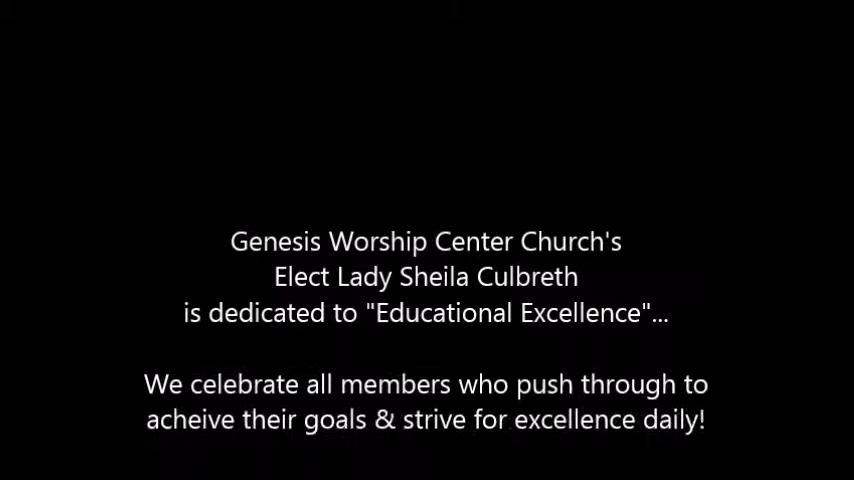 Genesis Worship Center Church's
Elect Lady Sheila Culbreth
is dedicated to "Educational Excellence"...
We celebrate all members who push through to
acheive their goals & strive for excellence daily!